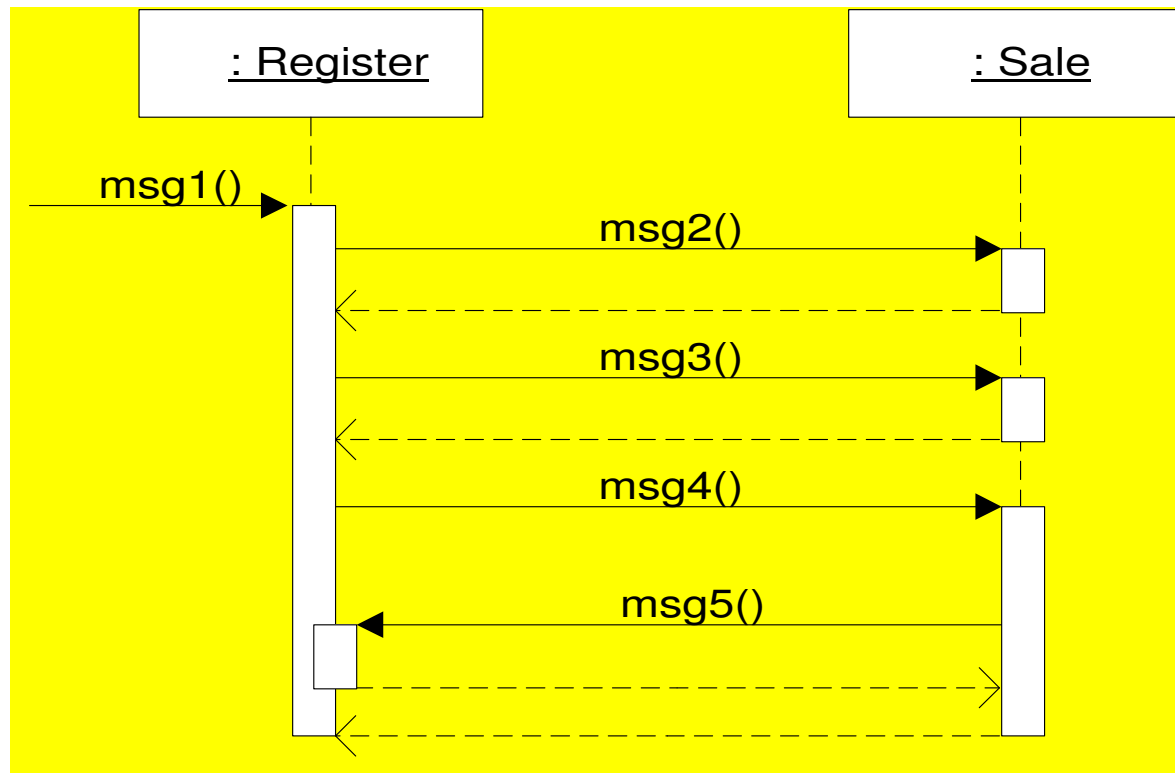 : Register
: Sale
msg1()
msg2()
msg3()
msg4()
msg5()